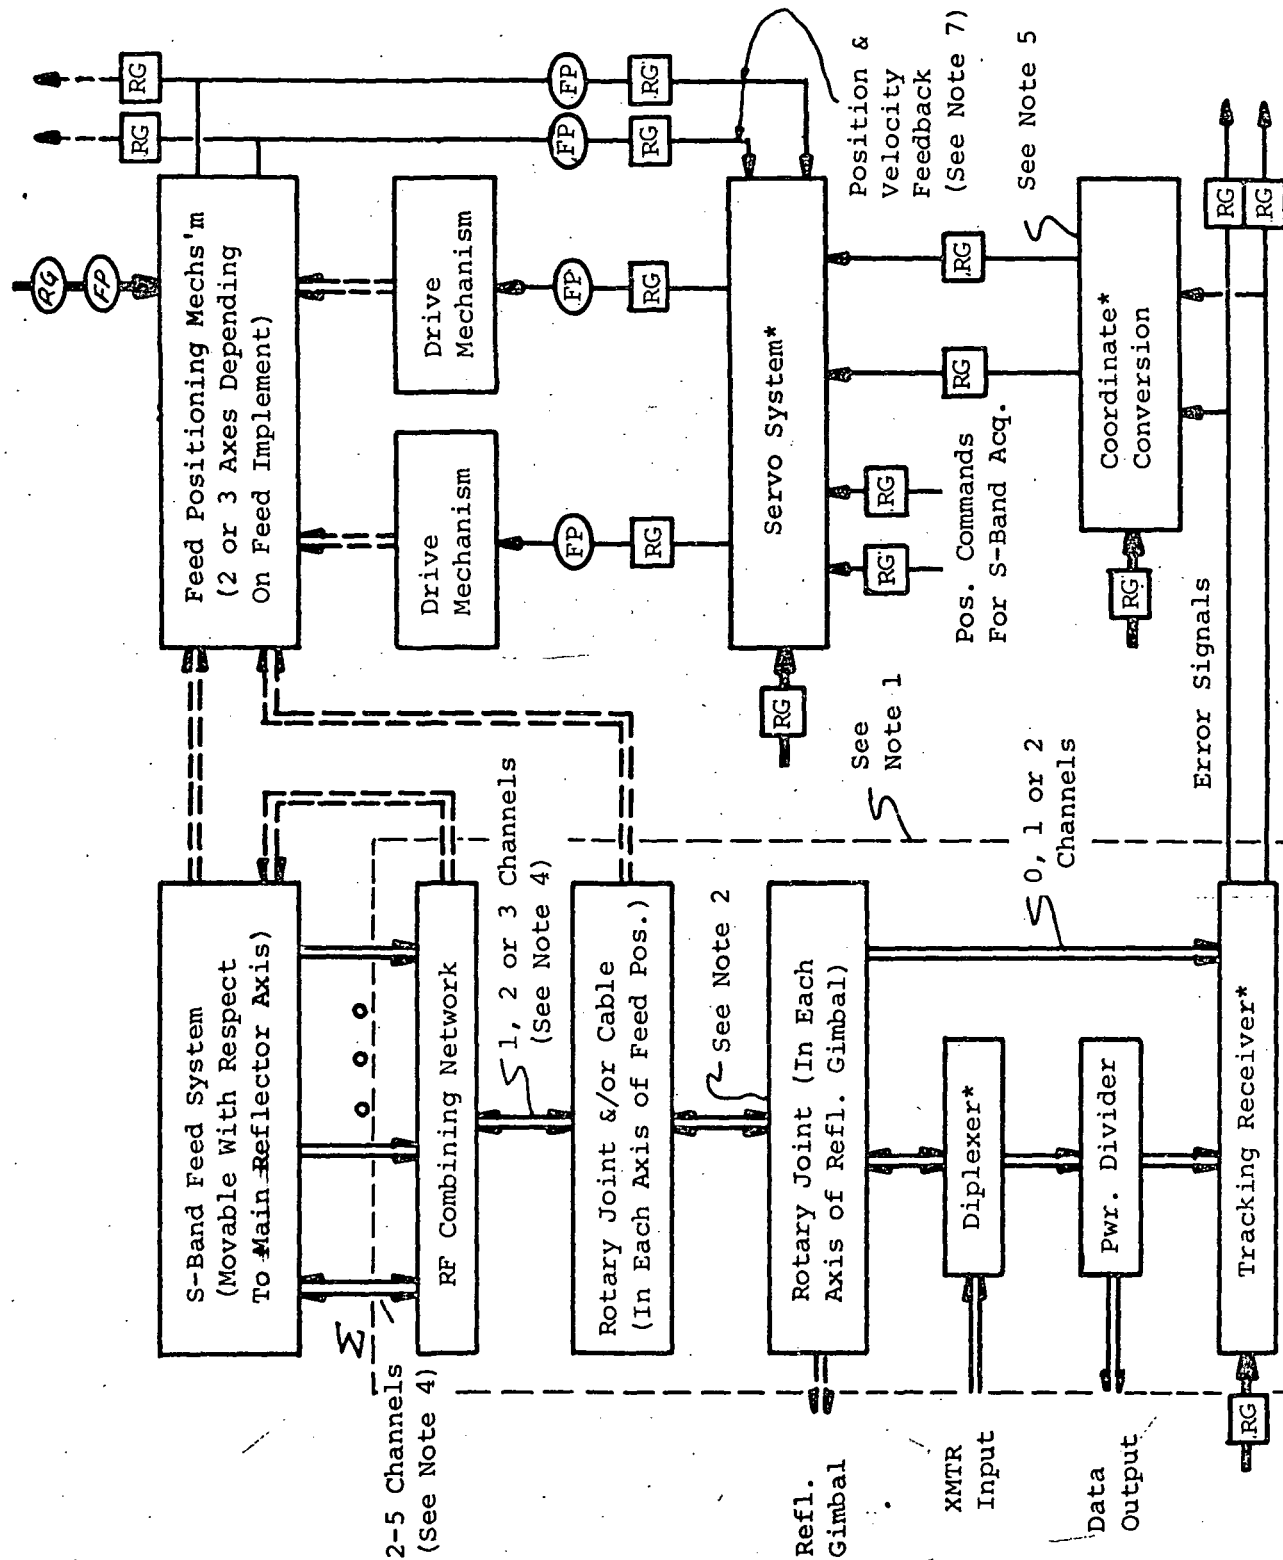 S-Band Feed System
(Movable With Respect
To Main Reflector Axis)
Feed Positioning Mechs'm
(2 or 3 Axes Depending
On Feed Implement)
RG
FP
RG
RG
M
2-5 Channels
(See Note 4)
RF Combining Network
1, 2 or 3 Channels
(See Note 4)
Drive
Mechanism
Drive
Mechanism
Rotary Joint &/or Cable
(In Each Axis of Feed Pos.)
FP
FP
FP
FP
RG
RG
RG
RG
See Note 2
Refl.
Gimbal
Rotary Joint (In Each
Axis of Refl. Gimbal)
RG
Servo System*
Position &
Velocity
Feedback
(See Note 7)
See
Note 1
RG
RG
RG
RG
Pos. Commands
For S-Band Acq.
XMTR
Input
Diplexer*
0, 1 or 2
Channels
See Note 5
Data
Output
Pwr. Divider
RG
Coordinate*
Conversion
Error Signals
RG
Tracking Receiver*
RG
RG